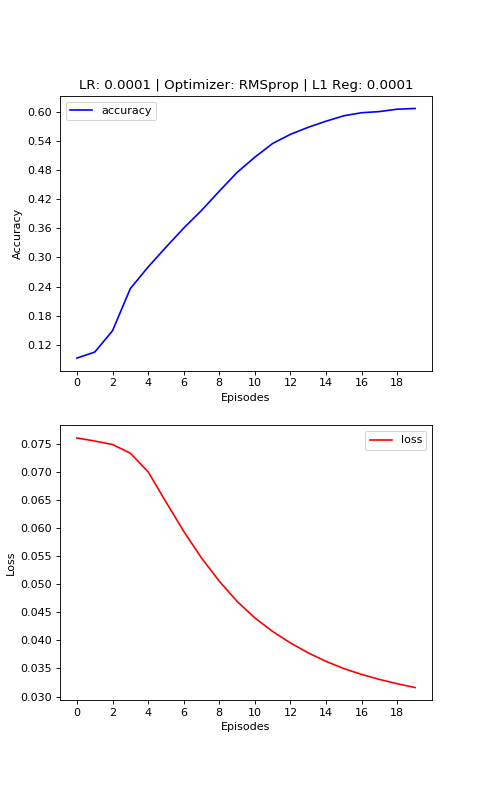 LR: 0.0001 | Optimizer: RMSprop | L1 Reg: 0.0001
accuracy
0.60
0.54
0.48
0.42
0.36
0.30
0.24
0.18
0.12
Accuracy
0 2 4 6 8 10 12 14 16 18
Episodes
loss
0.075
0.070
0.065
0.060
0.055
0.050
0.045
0.040
0.035
0.030
Loss
0 2 4 6 8 10 12 14 16 18
Episodes